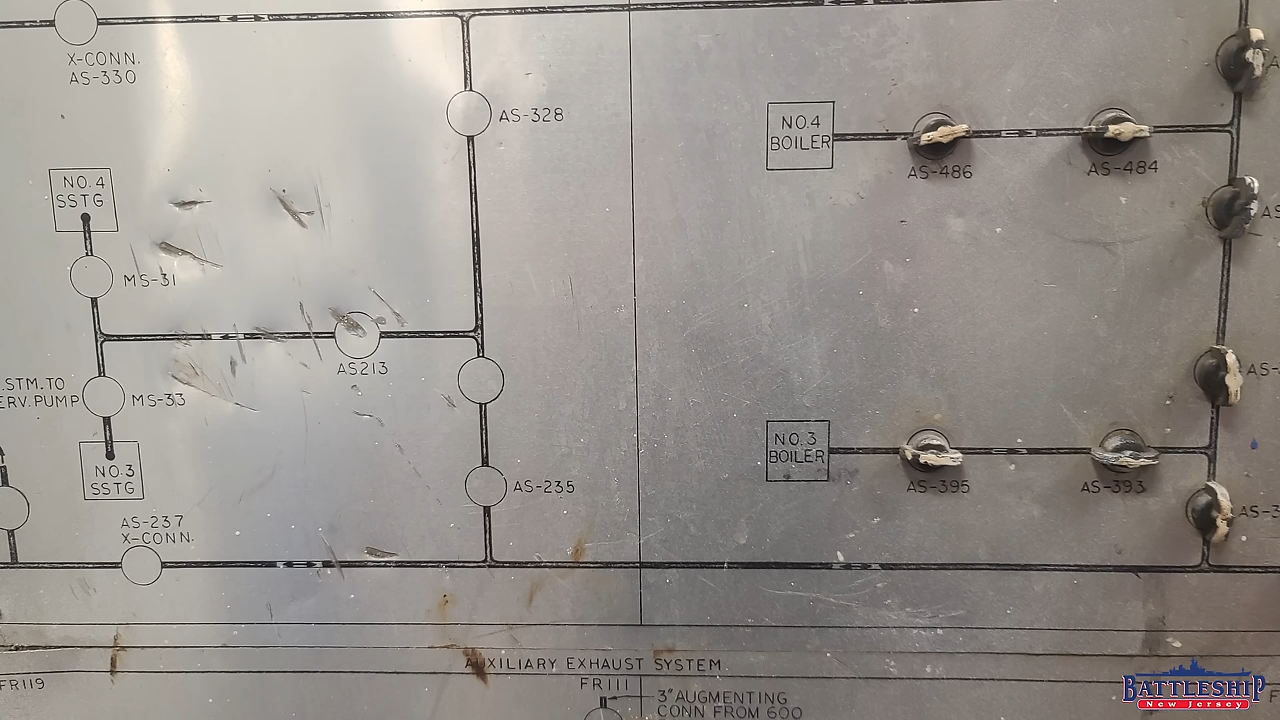 X-CONN.
AS-330
AS-328
NO.4
BOILER
AS-486
AS-484
NO.4
SSTG
MS-31
AS213
.STM.TO
ERV.PUMP
MS-33
NO.3
SSTG
NO.3
BOILER
AS-395
AS-393
AS-235
AS-237
X-CONN.
AUXILIARY EXHAUST SYSTEM
FR119
FR111
3"AUGMENTING
CONN FROM 600
BATTLESHIP
New Jersey